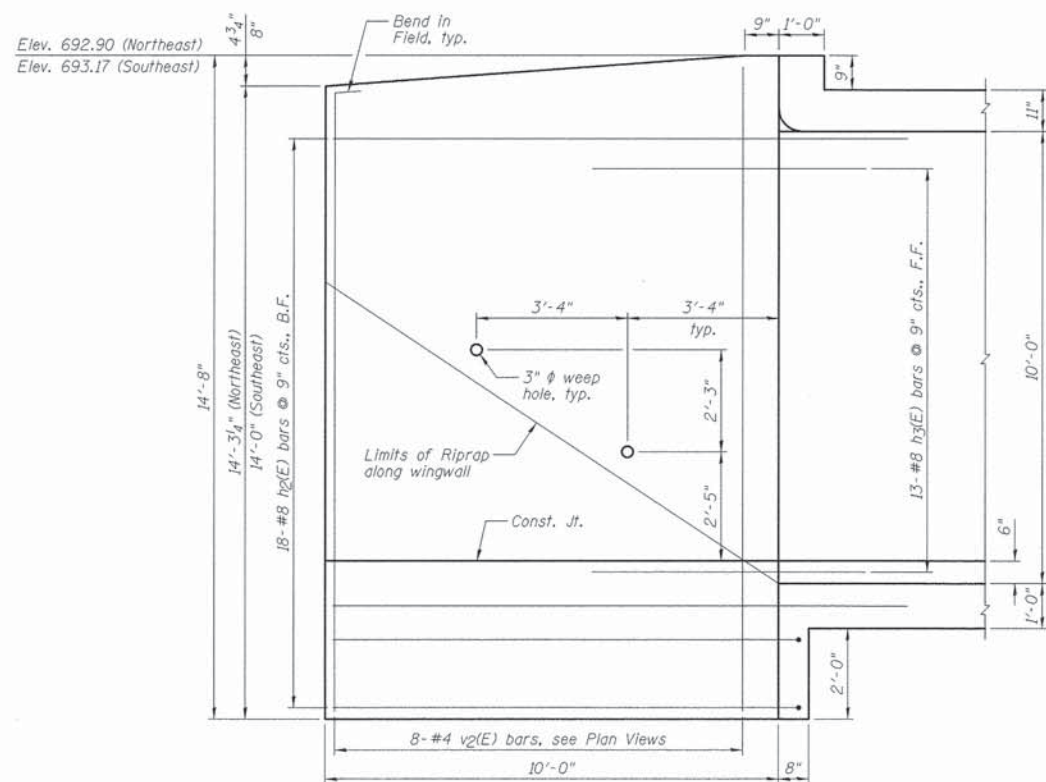 Elev. 692.90 (Northeast)
Elev. 693.17 (Southeast)
4 3/4"
8"
Bend in
Field, typ.
9"
1'-0"
9"
11"
14'-8"
14'-3 1/4" (Northeast)
14'-0" (Southeast)
18-#8 h2(E) bars @ 9" cts., B.F.
3'-4"
3'-4"
typ.
3" ϕ weep
hole, typ.
2'-3"
Limits of Riprap
along wingwall
2'-5"
Const. Jt.
13-#8 h3(E) bars @ 9" cts., F.F.
10'-0"
6"
1'-0"
2'-0"
8-#4 v2(E) bars, see Plan Views
10'-0"
8"